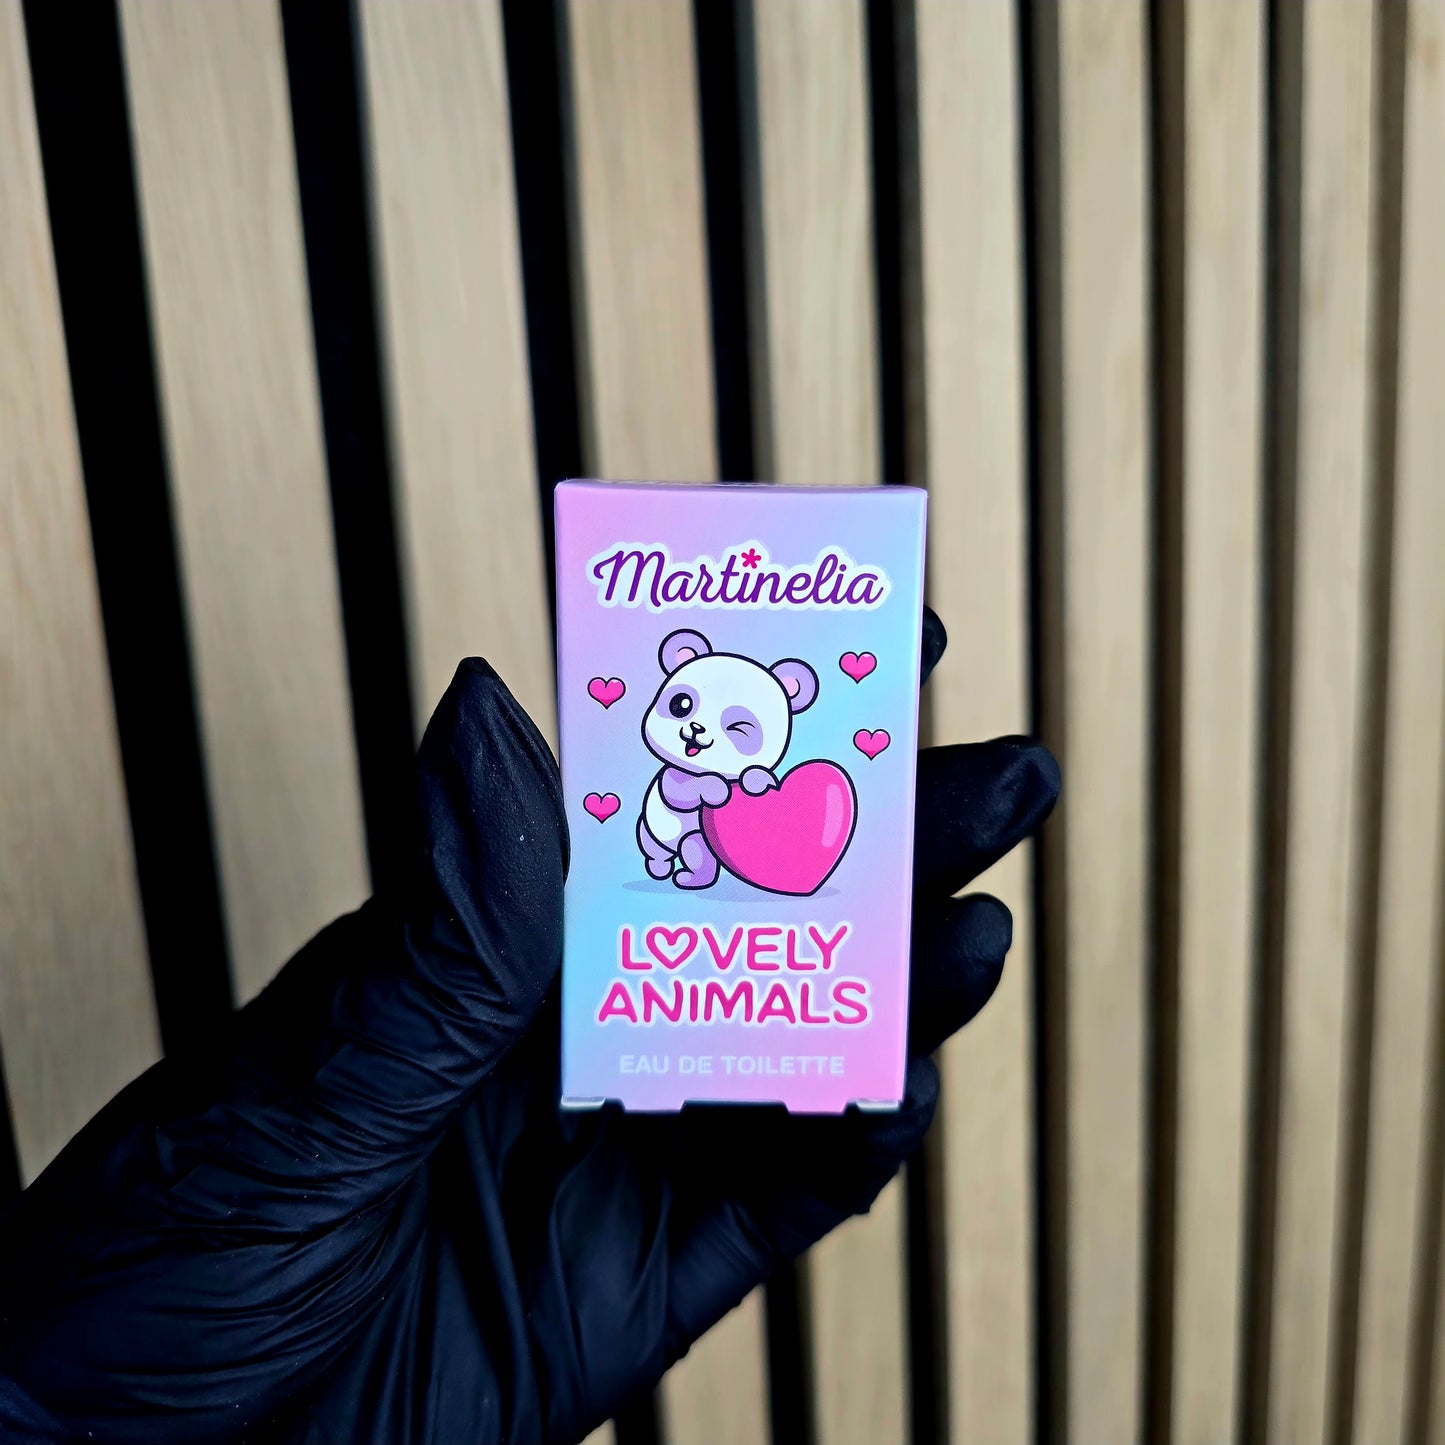 Martinelia
LOVELY
ANIMALS
EAU DE TOILETTE